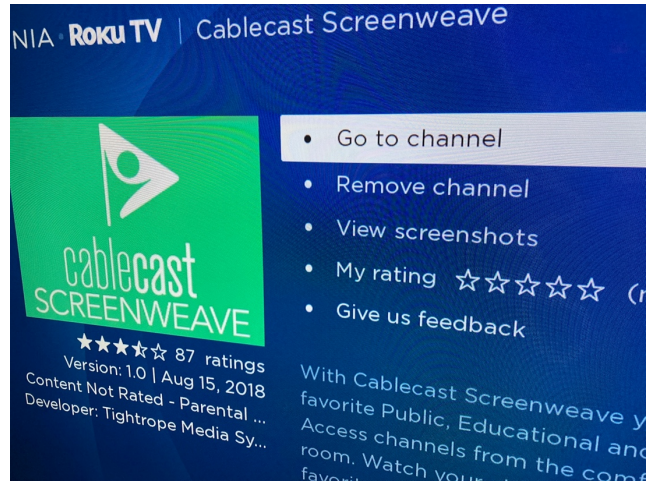 NIA Roku TV | Cablecast Screenweave
cablecast
SCREENWEAVE
87 ratings
Version: 1.0 | Aug 15, 2018
Content Not Rated - Parental ...
Developer: Tightrope Media Sy...
• Go to channel
• Remove channel
• View screenshots
• My rating
• Give us feedback
With Cablecast Screenweave
favorite Public, Educational and
Access channels from the
room. Watch